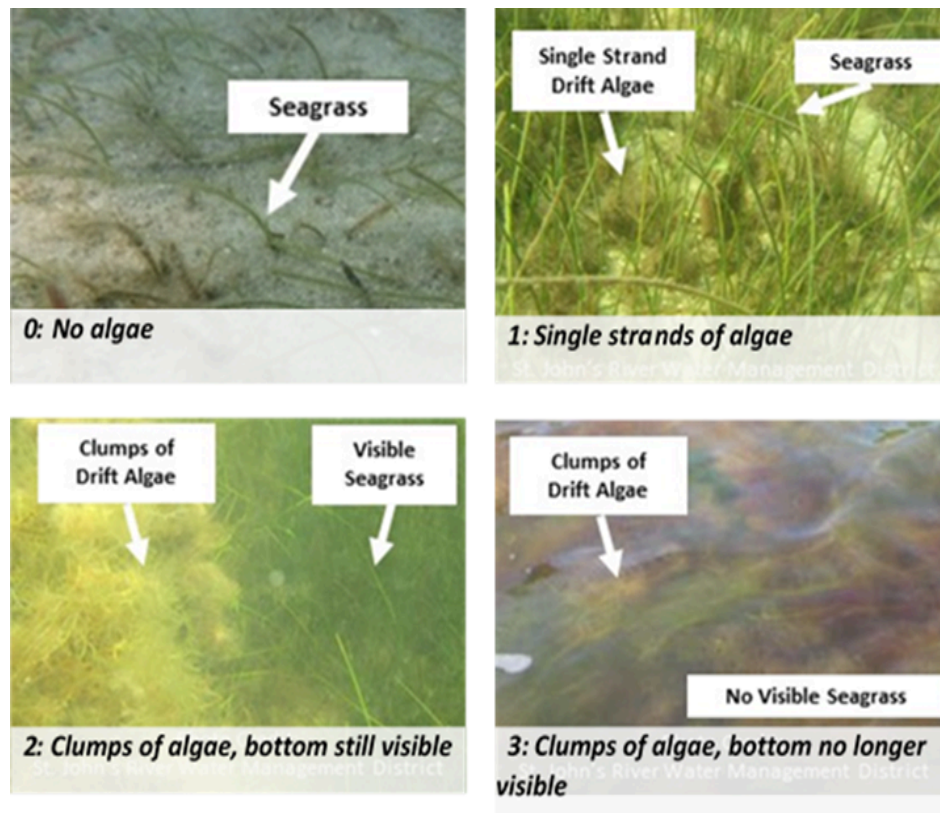 Seagrass
0: No algae
Single Strand
Drift Algae
Seagrass
1: Single strands of algae
St. John's River Water Management District
Clumps of
Drift Algae
Visible
Seagrass
2: Clumps of algae, bottom still visible
St. John's River Water Management District
Clumps of
Drift Algae
No Visible Seagrass
3: Clumps of algae, bottom no longer
St. John's River Water Management District
visible